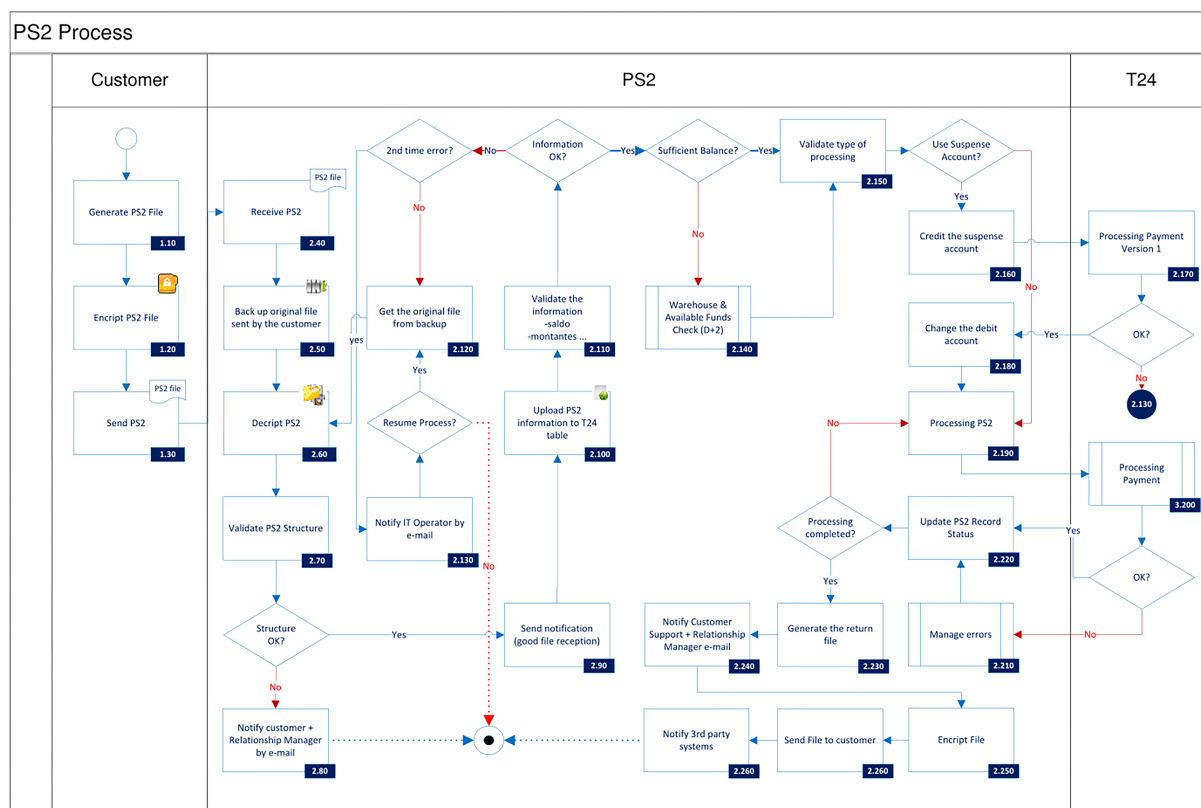 PS2 Process
Customer
PS2
T24
Generate PS2 File
1.10
Encript PS2 File
1.20
PS2 file
Send PS2
1.30
PS2 file
Receive PS2
2.40
Back up original file
sent by the customer
2.50
Decript PS2
2.60
Validate PS2 Structure
2.70
Structure
OK?
Yes
No
Notify customer +
Relationship Manager
by e-mail
2.80
2nd time error?
No
No
yes
Get the original file
from backup
2.120
Yes
Resume Process?
No
Notify IT Operator by
e-mail
2.130
Information
OK?
Yes
Validate the
information
-saldo
-montantes ...
2.110
Upload PS2
information to T24
table
2.100
Send notification
(good file reception)
2.90
Sufficient Balance?
Yes
No
Warehouse &
Available Funds
Check (D+2)
2.140
Validate type of
processing
2.150
Use Suspense
Account?
Yes
No
Credit the suspense
account
2.160
Processing Payment
Version 1
2.170
OK?
Yes
No
2.130
Change the debit
account
2.180
Processing PS2
2.190
No
Processing
Payment
3.200
OK?
Yes
No
Update PS2 Record
Status
2.220
Manage errors
2.210
Processing
completed?
Yes
Generate the return
file
2.230
Notify Customer
Support + Relationship
Manager e-mail
2.240
Encript File
2.250
Send File to customer
2.260
Notify 3rd party
systems
2.260